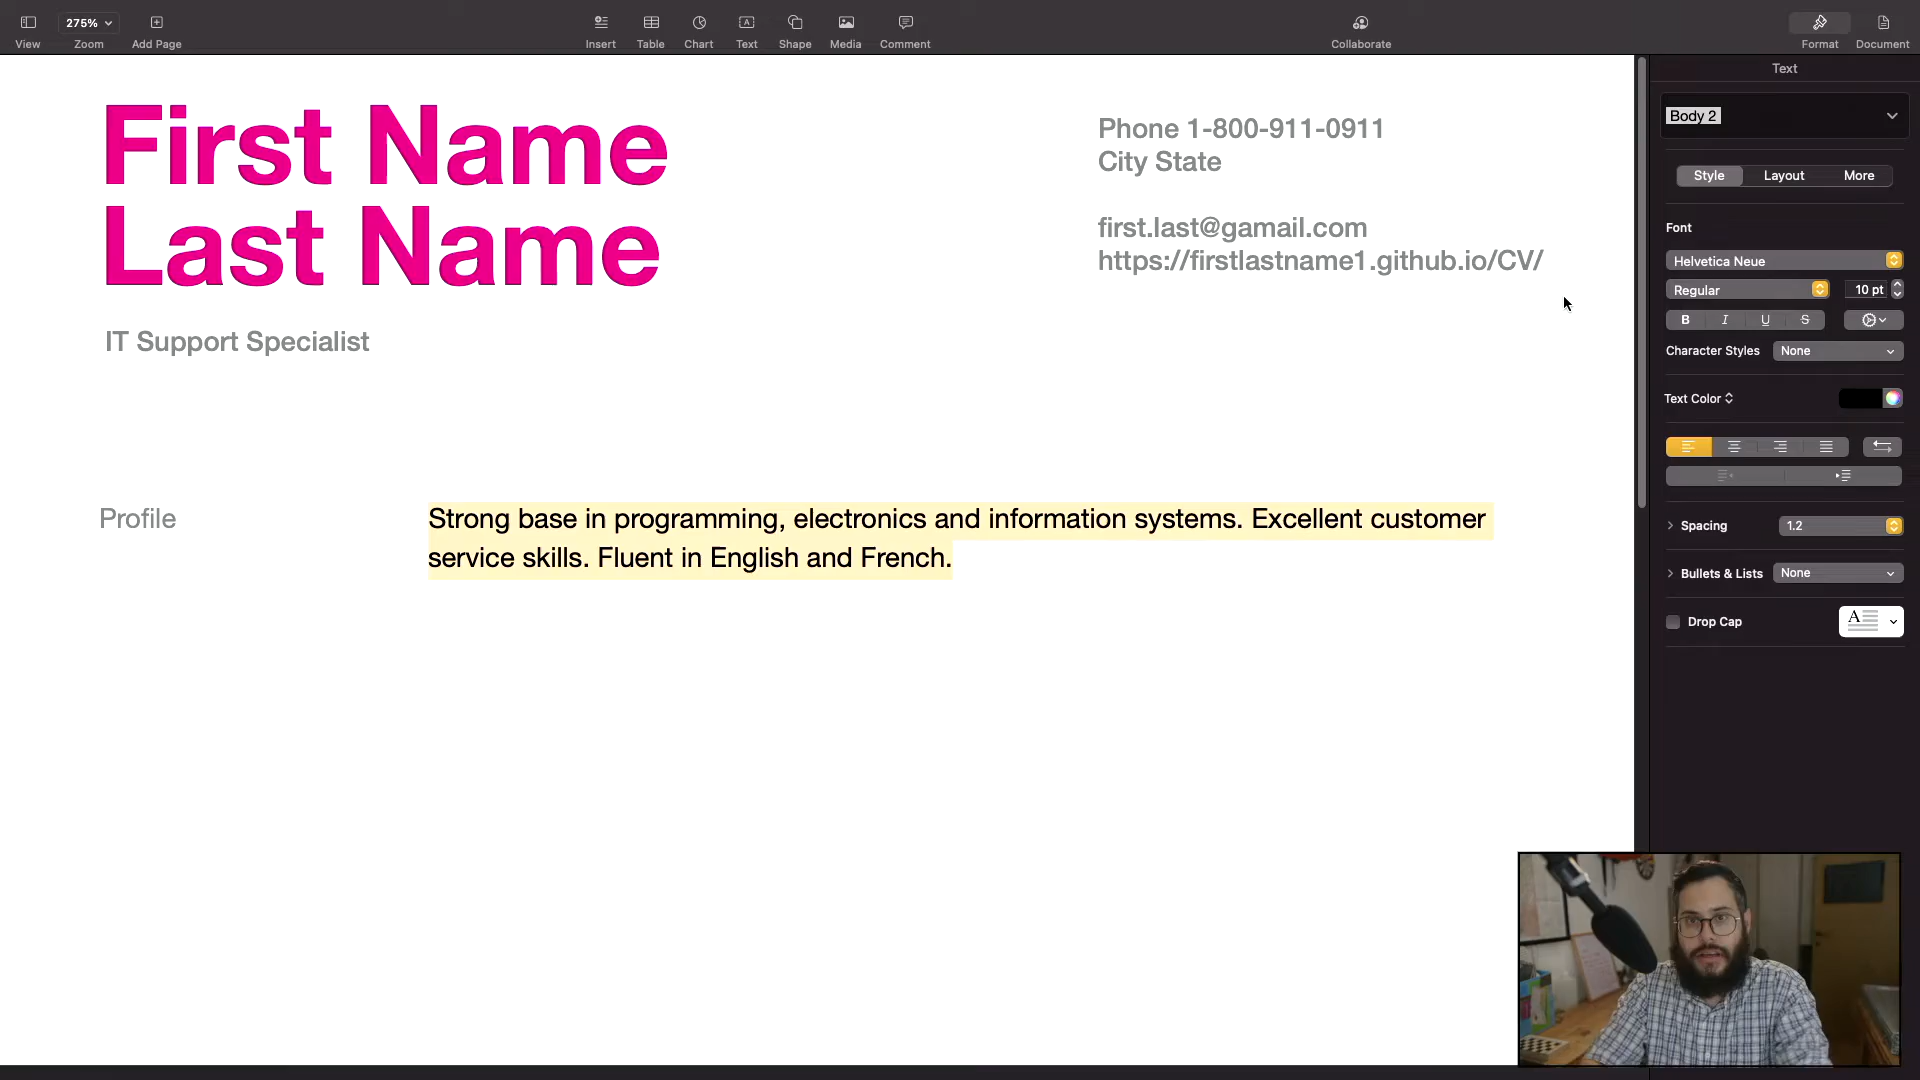 275%
View
Zoom
Add Page
Insert
Table
Chart
Text
Shape
Media
Comment
Collaborate
Format
Document
First Name
Last Name
IT Support Specialist
Phone 1-800-911-0911
City State
first.last@gamail.com
https://firstlastname1.github.io/CV/
Profile
Strong base in programming, electronics and information systems. Excellent customer
service skills. Fluent in English and French.
Text
Body 2
Style Layout More
Font
Helvetica Neue
Regular 10 pt
B I U S
Character Styles None
Text Color
Spacing 1.2
Bullets & Lists None
Drop Cap A